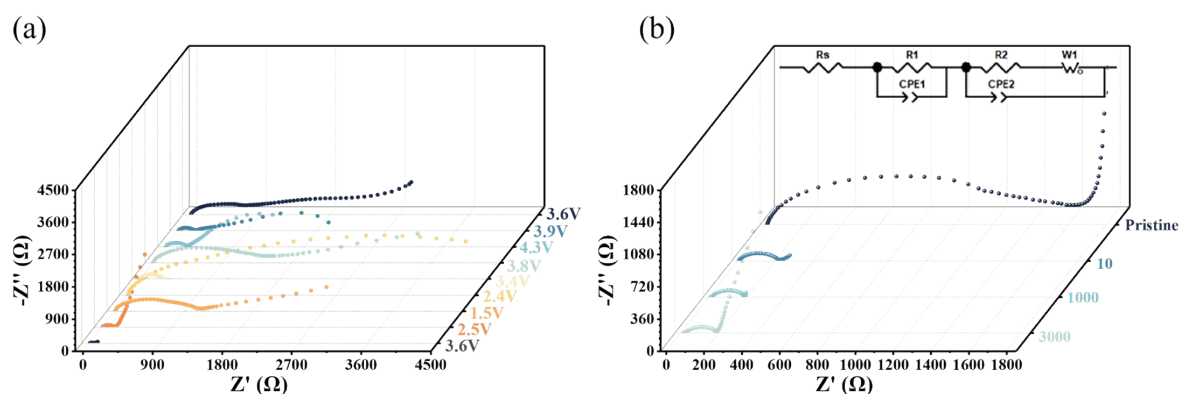 (a)
4500
3600
2700
1800
900
0
-Z'' (Ω)
0
900
1800
2700
3600
4500
Z' (Ω)
3.6V
3.9V
4.3V
3.8V
3.4V
2.4V
1.5V
2.5V
3.6V
(b)
Rs
R1
R2
W1
CPE1
CPE2
1800
1440
1080
720
360
0
-Z'' (Ω)
0
200
400
600
800
1000
1200
1400
1600
1800
Z' (Ω)
Pristine
10
1000
3000